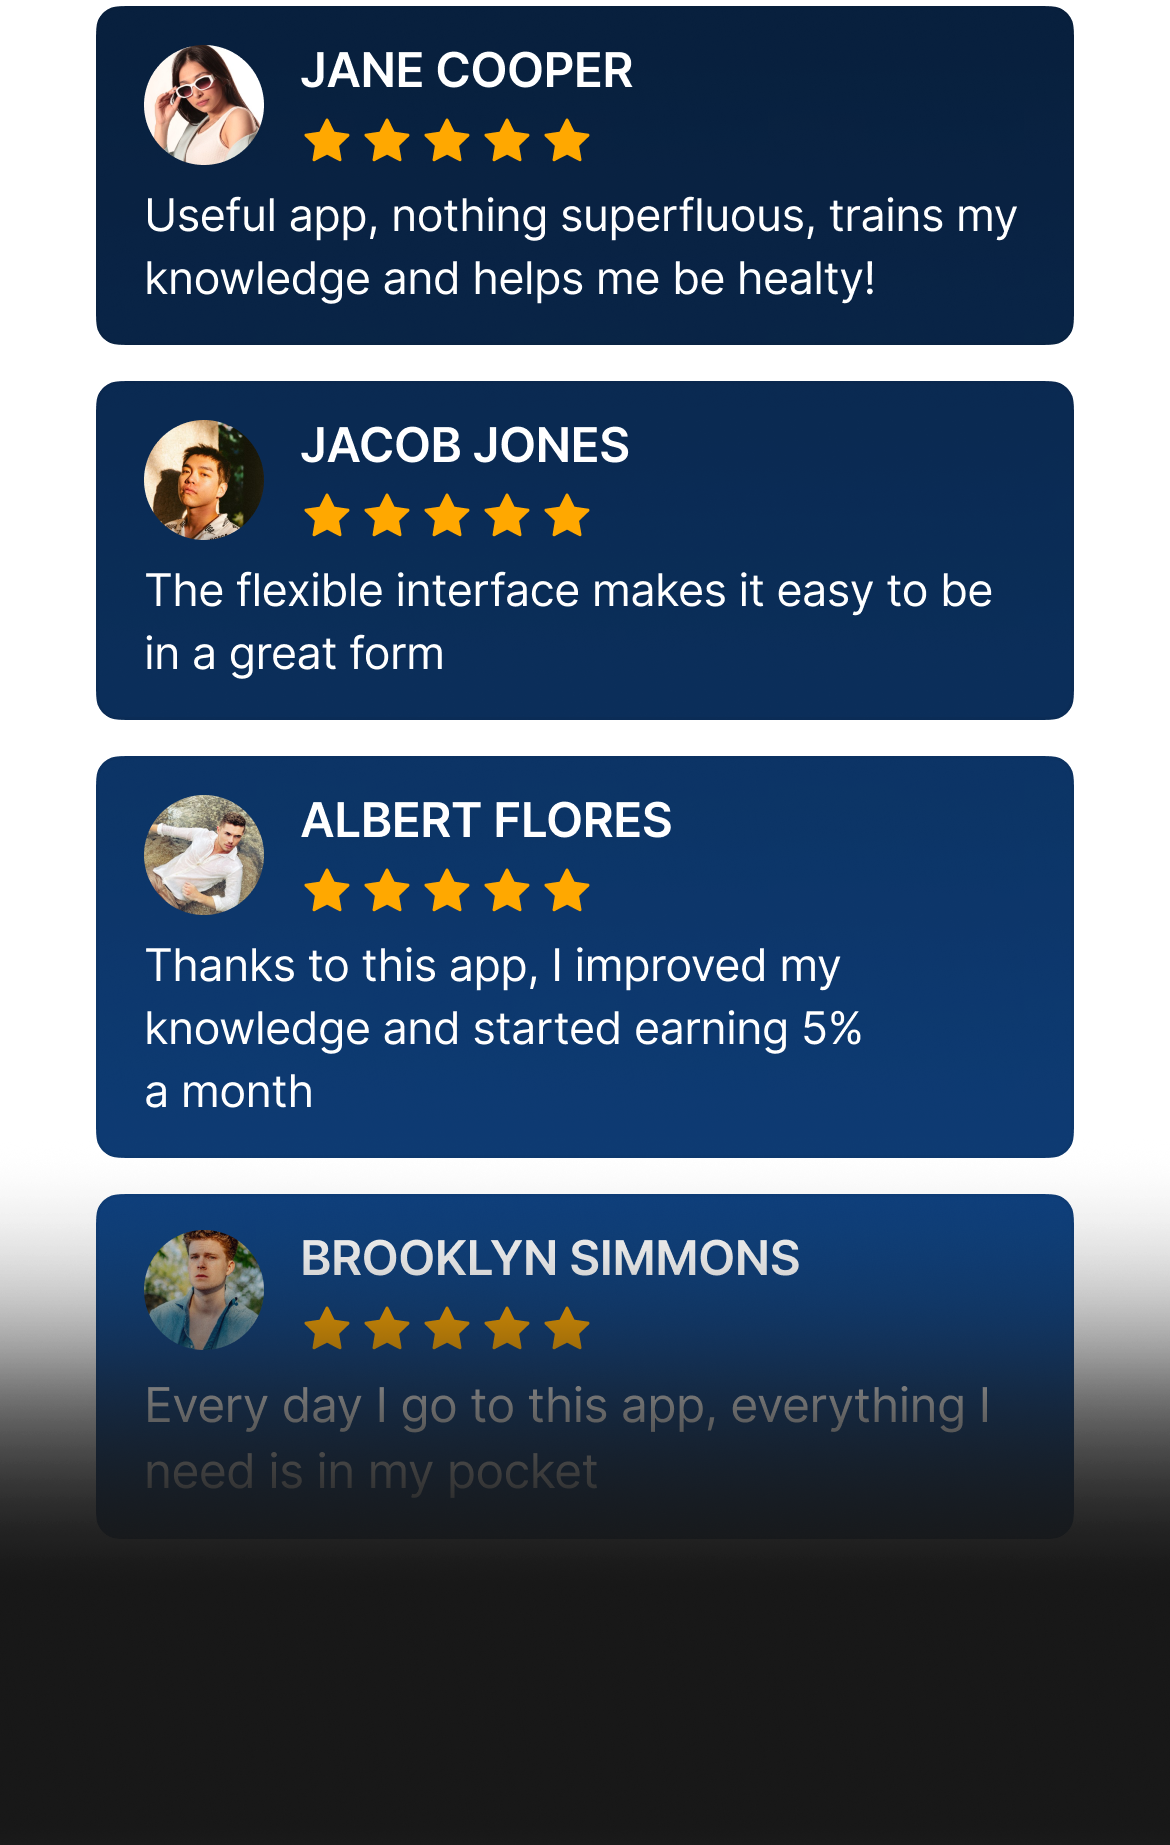 JANE COOPER
Useful app, nothing superfluous, trains my
knowledge and helps me be healty!
JACOB JONES
The flexible interface makes it easy to be
in a great form
ALBERT FLORES
Thanks to this app, I improved my
knowledge and started earning 5%
a month
BROOKLYN SIMMONS
Every day I go to this app, everything I
need is in my pocket